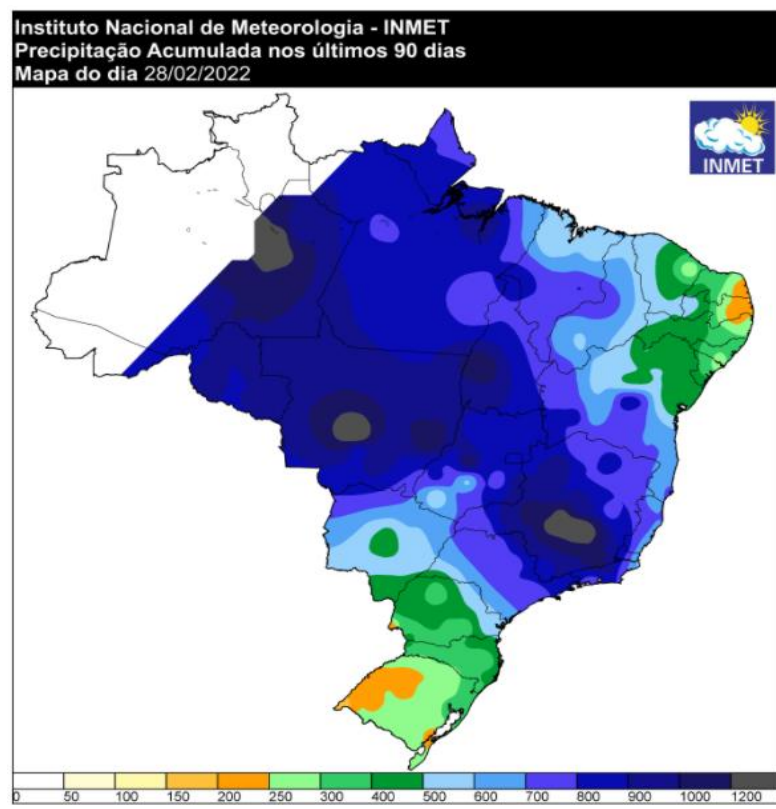 Instituto Nacional de Meteorologia - INMET
Precipitação Acumulada nos últimos 90 dias
Mapa do dia 28/02/2022
INMET
0 50 100 150 200 250 300 400 500 600 700 800 900 1000 1200